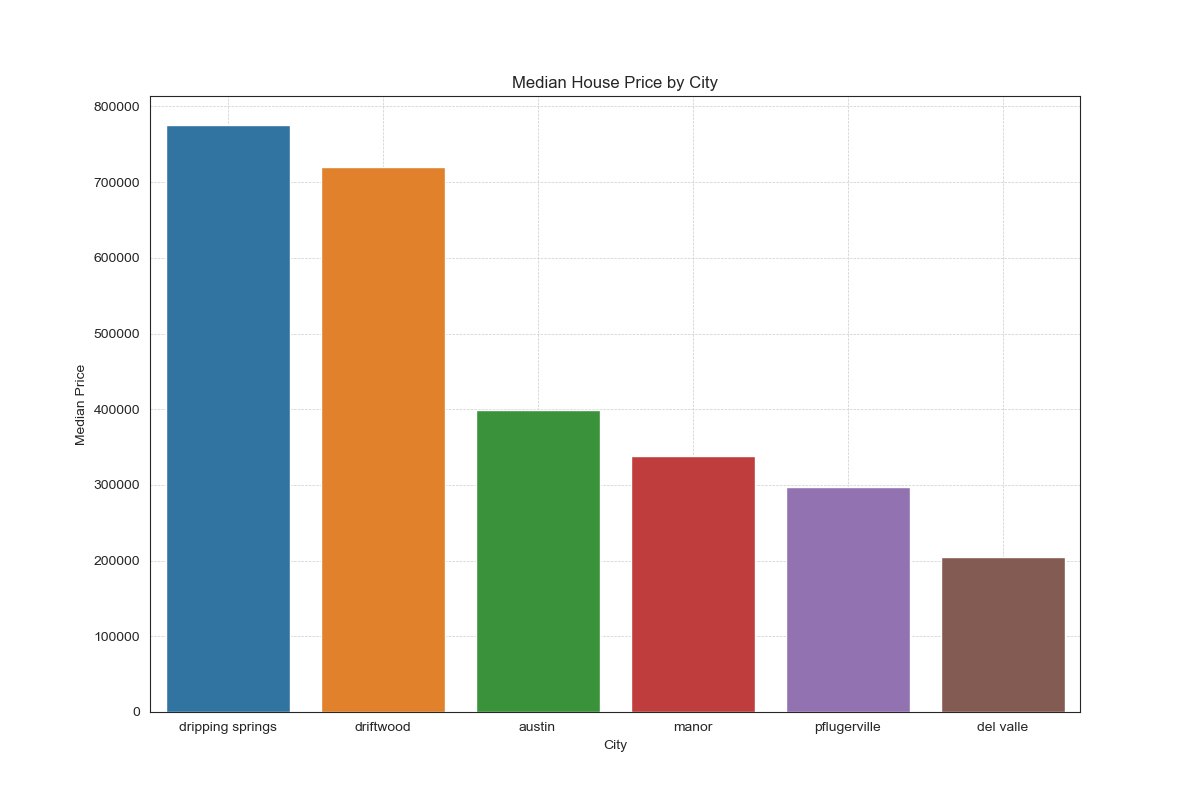 Median House Price by City
800000
700000
600000
500000
400000
300000
200000
100000
0
Median Price
dripping springs
driftwood
austin
manor
pflugerville
del valle
City